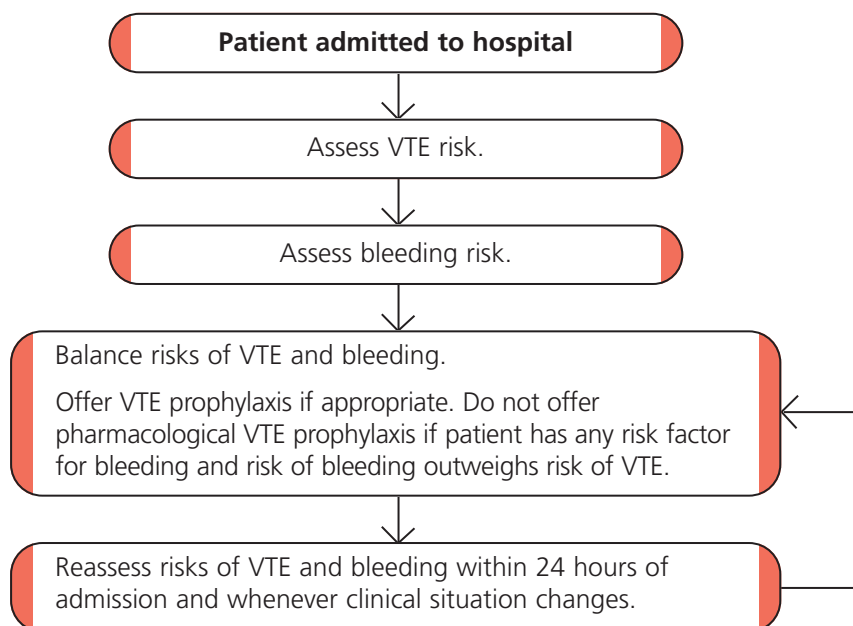 Patient admitted to hospital
Assess VTE risk.
Assess bleeding risk.
Balance risks of VTE and bleeding.
Offer VTE prophylaxis if appropriate. Do not offer
pharmacological VTE prophylaxis if patient has any risk factor
for bleeding and risk of bleeding outweighs risk of VTE.
Reassess risks of VTE and bleeding within 24 hours of
admission and whenever clinical situation changes.